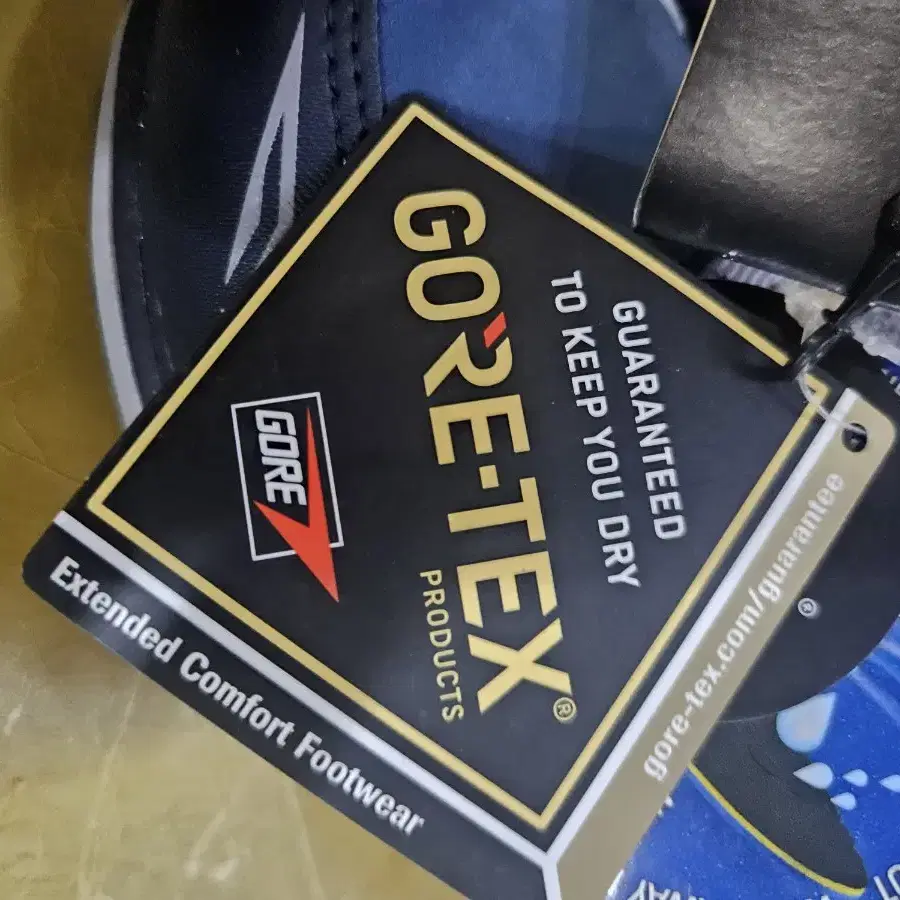 GUARANTEED
TO KEEP YOU DRY
GORE-TEX®
PRODUCTS
GORE
Extended Comfort Footwear
gore-tex.com/guarantee
®